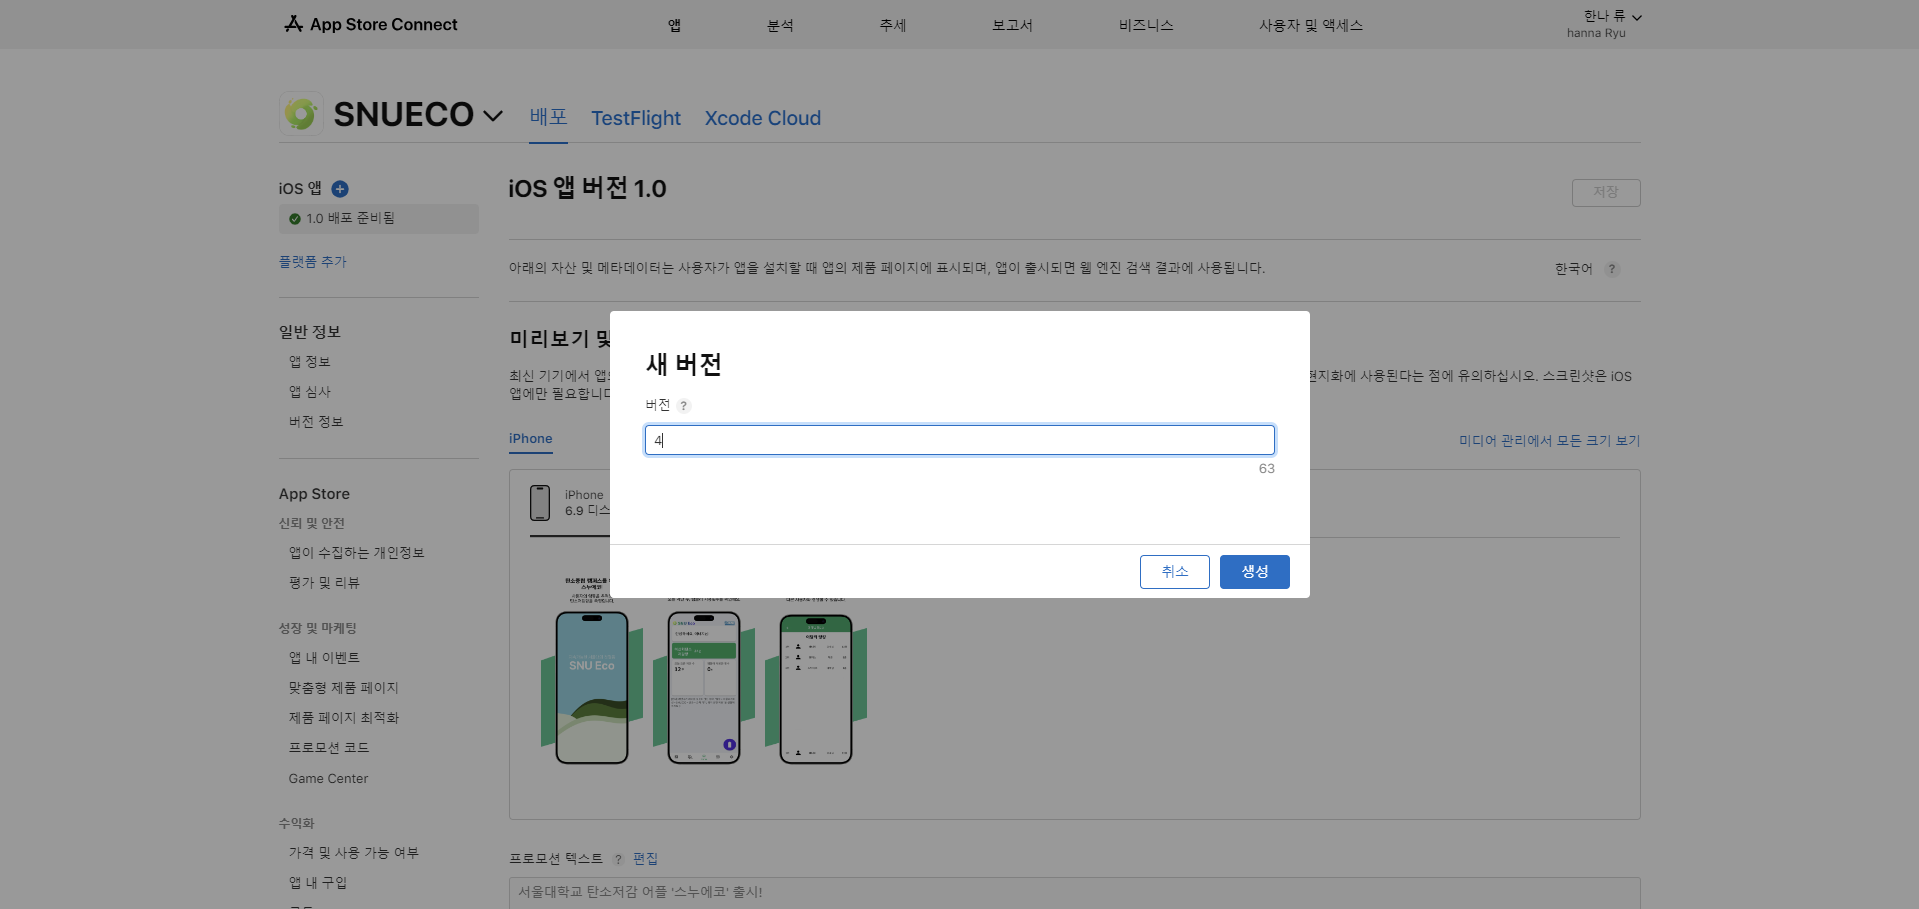 App Store Connect
앱
분석
추세
보고서
비즈니스
사용자 및 액세스
한나 류
hanna Ryu
SNUECO
배포
TestFlight
Xcode Cloud
iOS 앱
1.0 배포 준비됨
플랫폼 추가
일반 정보
앱 정보
앱 심사
버전 정보
App Store
신뢰 및 안전
앱이 수집하는 개인정보
평가 및 리뷰
성장 및 마케팅
앱 내 이벤트
맞춤형 제품 페이지
제품 페이지 최적화
프로모션 코드
Game Center
수익화
가격 및 사용 가능 여부
앱 내 구입
iOS 앱 버전 1.0
저장
아래의 자산 및 메타데이터는 사용자가 앱을 설치할 때 앱의 제품 페이지에 표시되며, 앱이 출시되면 웹 엔진 검색 결과에 사용됩니다.
한국어 ?
미리보기 및
최신 기기에서 앱의
현지화에 사용된다는 점에 유의하십시오. 스크린샷은 iOS
앱에만 필요합니다
iPhone
미디어 관리에서 모든 크기 보기
iPhone
6.9 디스
새 버전
버전 ?
4
63
취소
생성
스누에코
SNU Eco
프로모션 텍스트 ? 편집
서울대학교 탄소저감 어플 '스누에코' 출시!